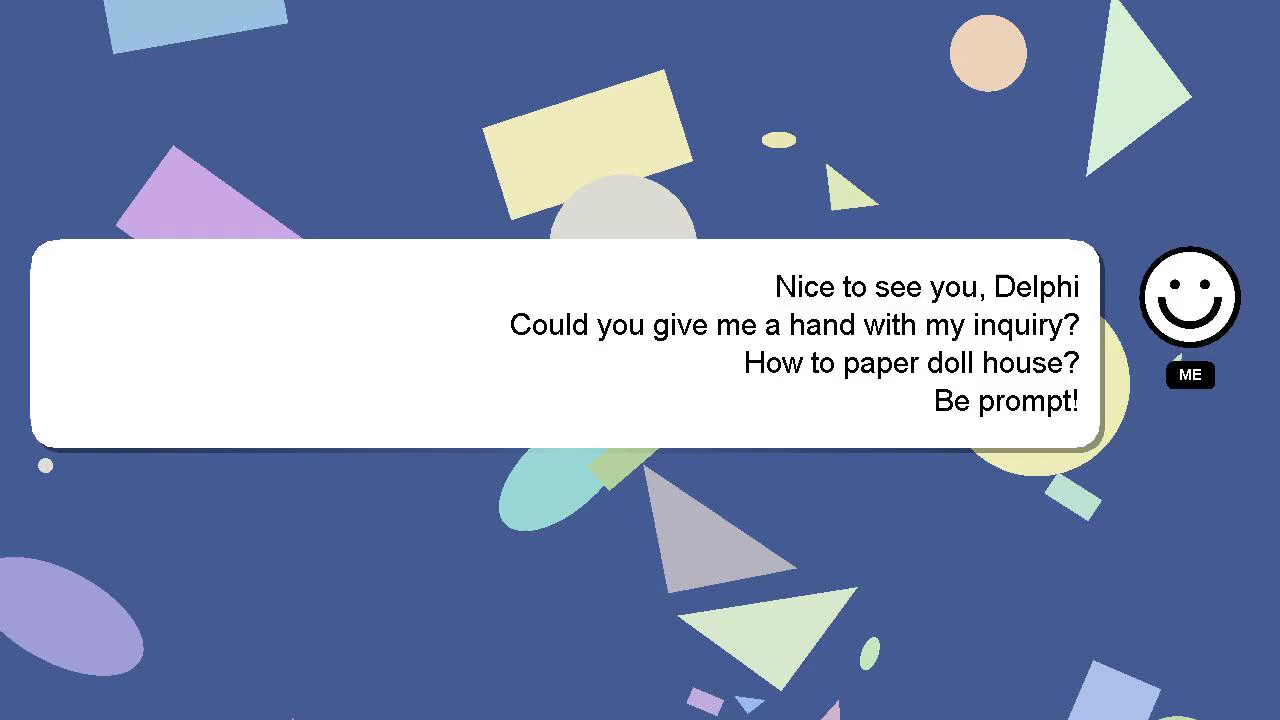 Nice to see you, Delphi
Could you give me a hand with my inquiry?
How to paper doll house?
Be prompt!
ME